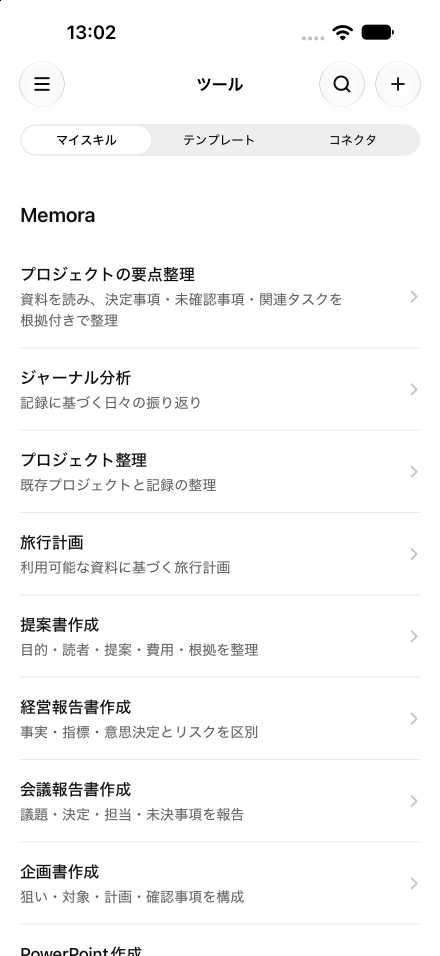 13:02
ツール
マイスキル
テンプレート
コネクタ
Memora
プロジェクトの要点整理
資料を読み、決定事項・未確認事項・関連タスクを
根拠付きで整理
ジャーナル分析
記録に基づく日々の振り返り
プロジェクト整理
既存プロジェクトと記録の整理
旅行計画
利用可能な資料に基づく旅行計画
提案書作成
目的・読者・提案・費用・根拠を整理
経営報告書作成
事実・指標・意思決定とリスクを区別
会議報告書作成
議題・決定・担当・未決事項を報告
企画書作成
狙い・対象・計画・確認事項を構成
PowerPoint作成